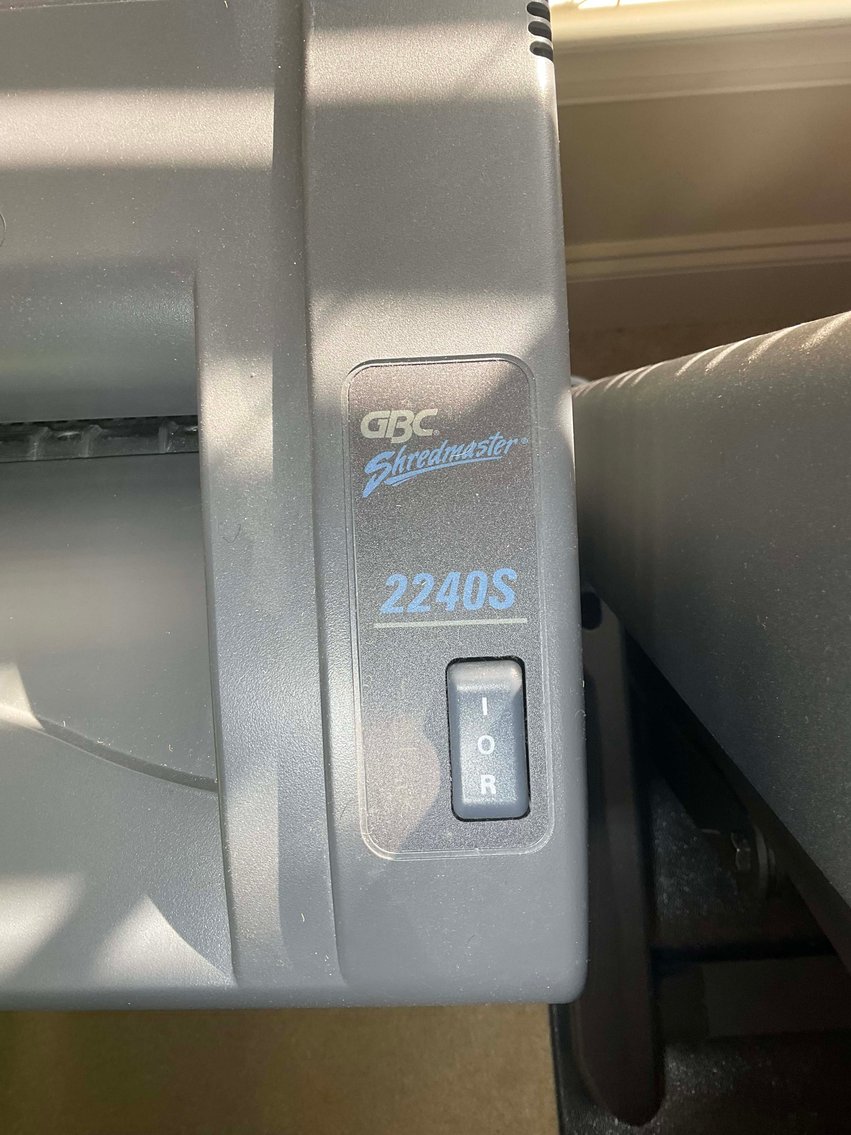 GBC®
Shredmaster®
2240S
I
O
R